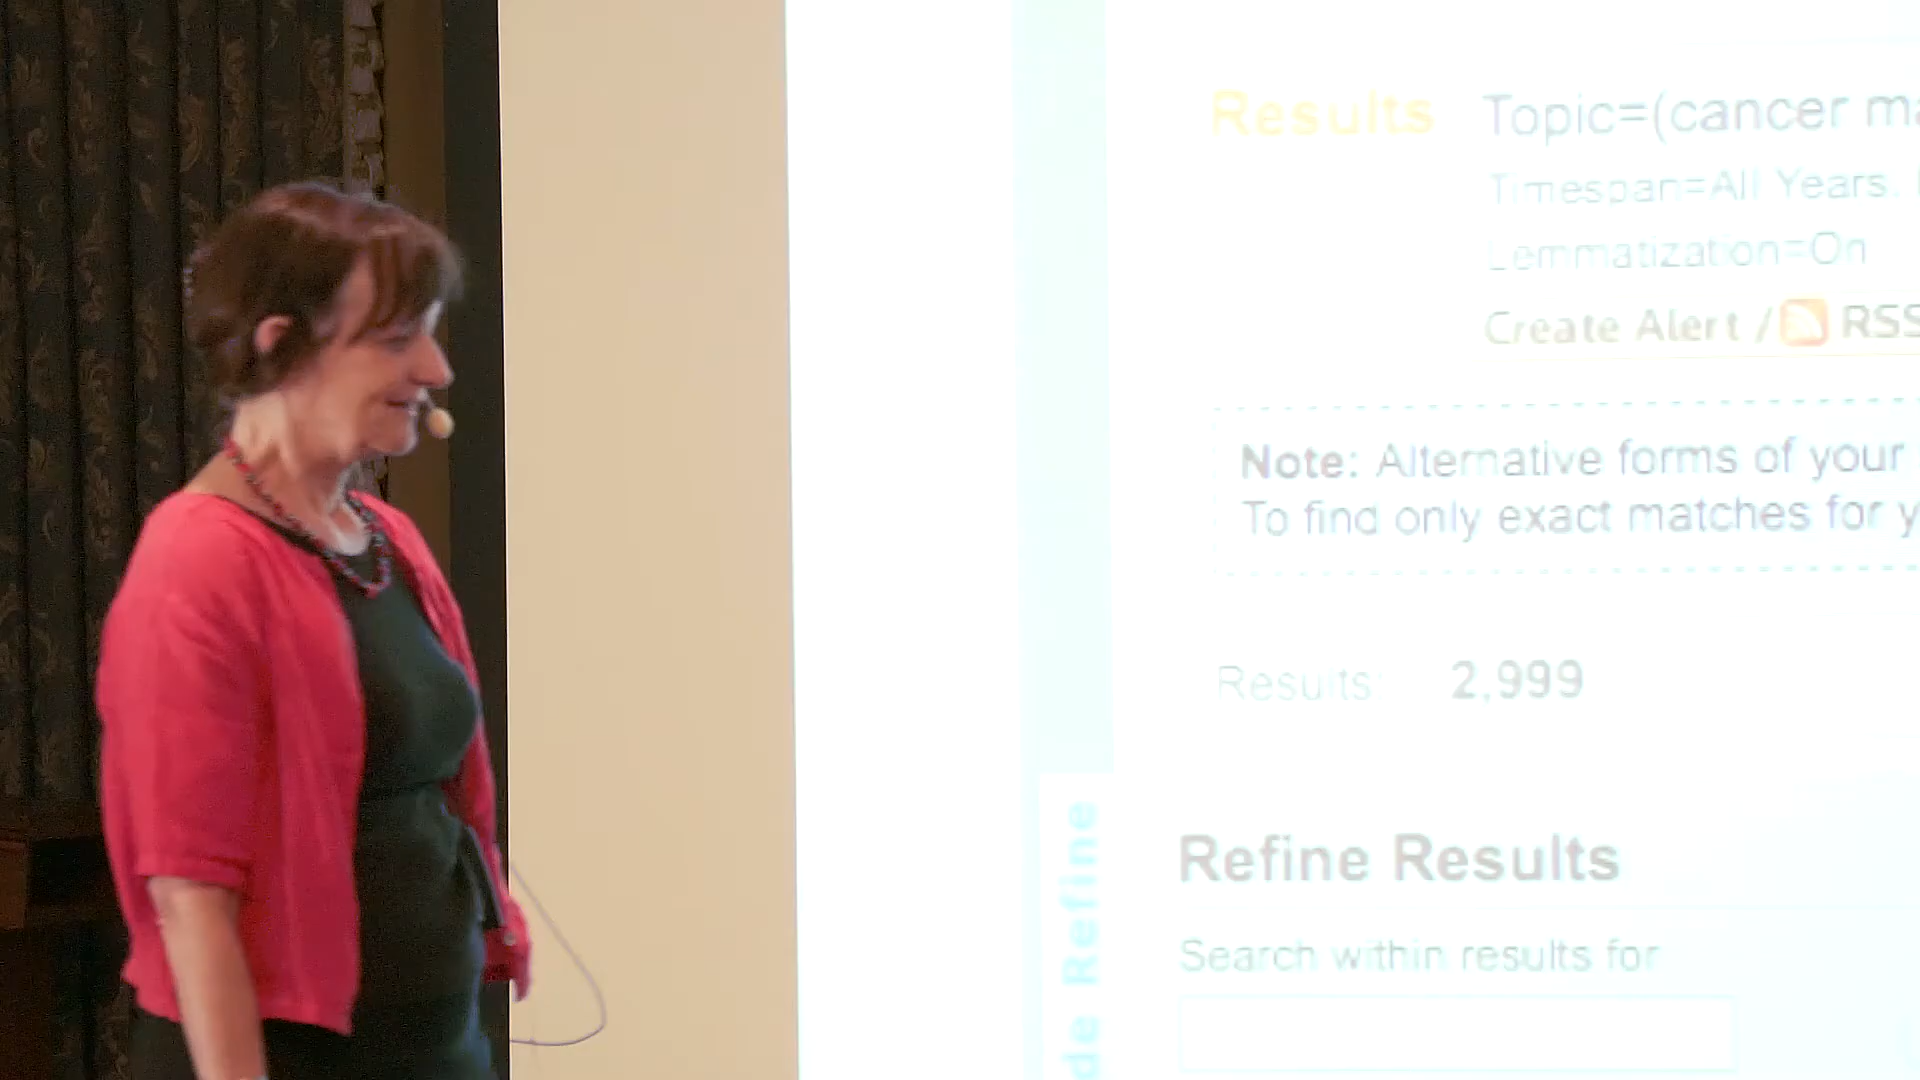 Results Topic=(cancer
Timespan=All Years.
Lemmatization=On
Create Alert / RSS
Note: Alternative forms of your
To find only exact matches for
Results: 2,999
Refine Results
Search within results for
Refine